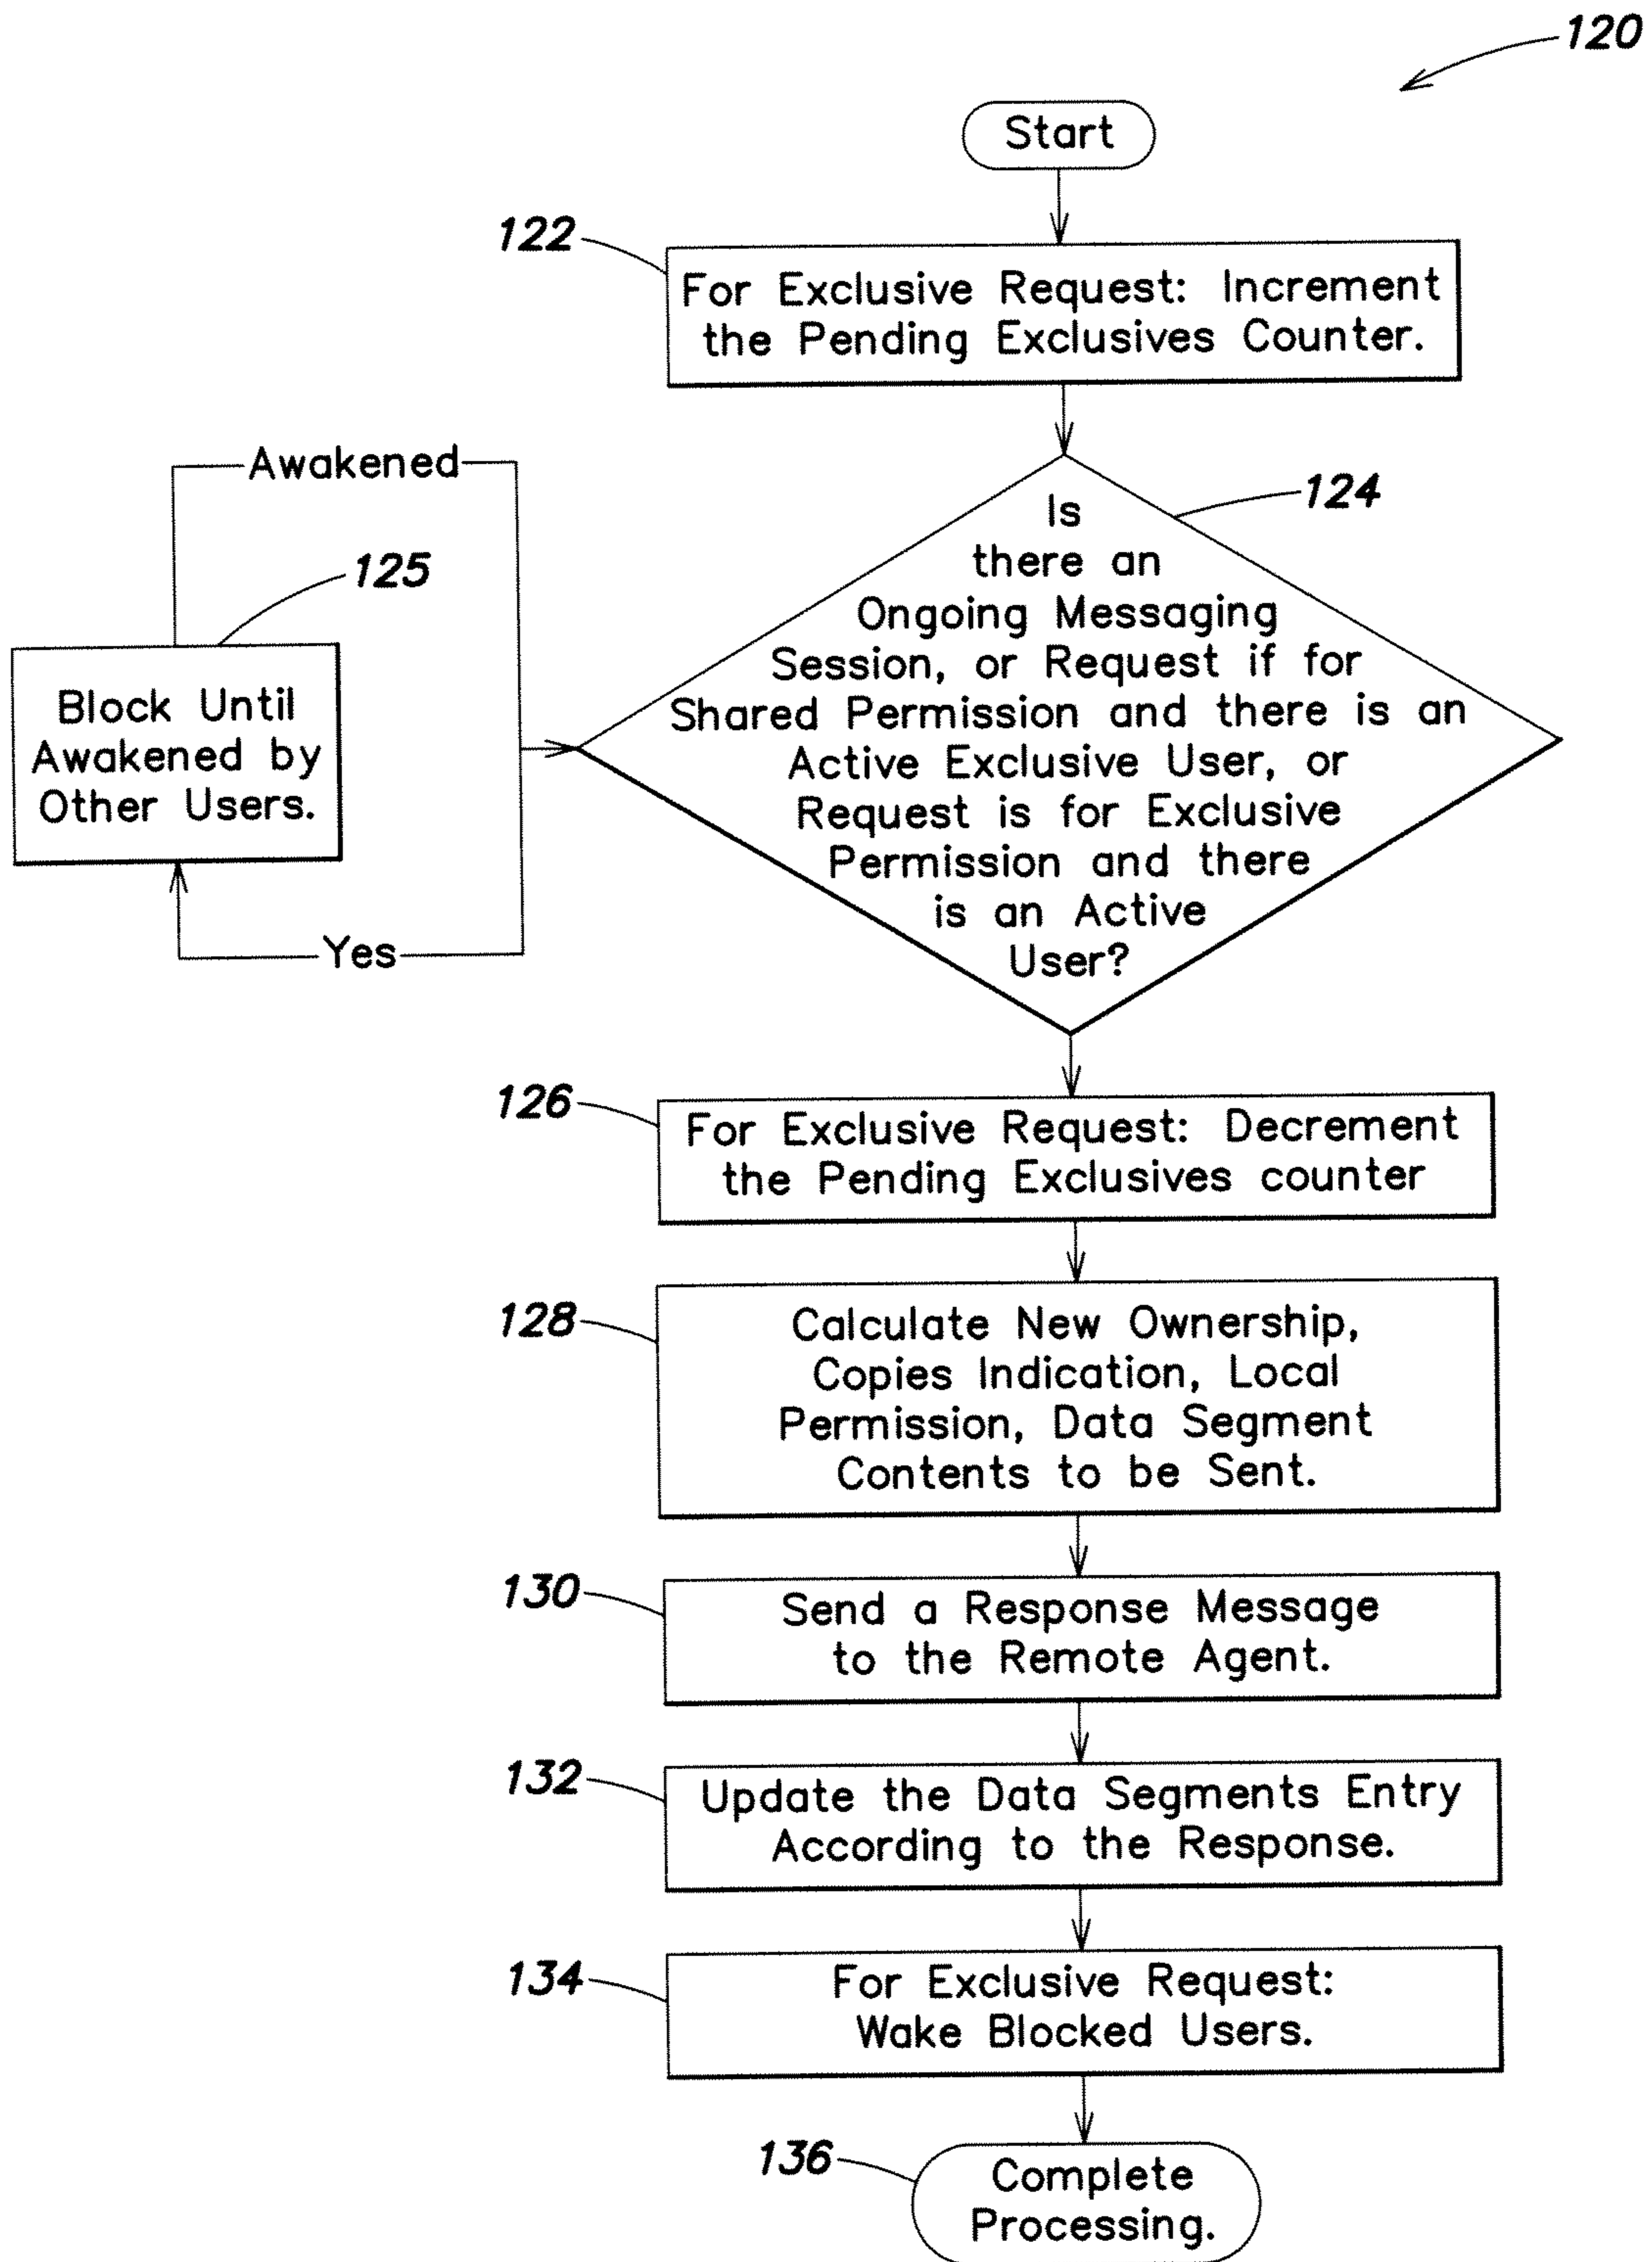 120
Start
122
For Exclusive Request: Increment
the Pending Exclusives Counter.
Awakened
124
Is
there an
Ongoing Messaging
Session, or Request if for
Shared Permission and there is an
Active Exclusive User, or
Request is for Exclusive
Permission and there
is an Active
User?
125
Block Until
Awakened by
Other Users.
Yes
126
For Exclusive Request: Decrement
the Pending Exclusives counter
128
Calculate New Ownership,
Copies Indication, Local
Permission, Data Segment
Contents to be Sent.
130
Send a Response Message
to the Remote Agent.
132
Update the Data Segments Entry
According to the Response.
134
For Exclusive Request:
Wake Blocked Users.
136
Complete
Processing.